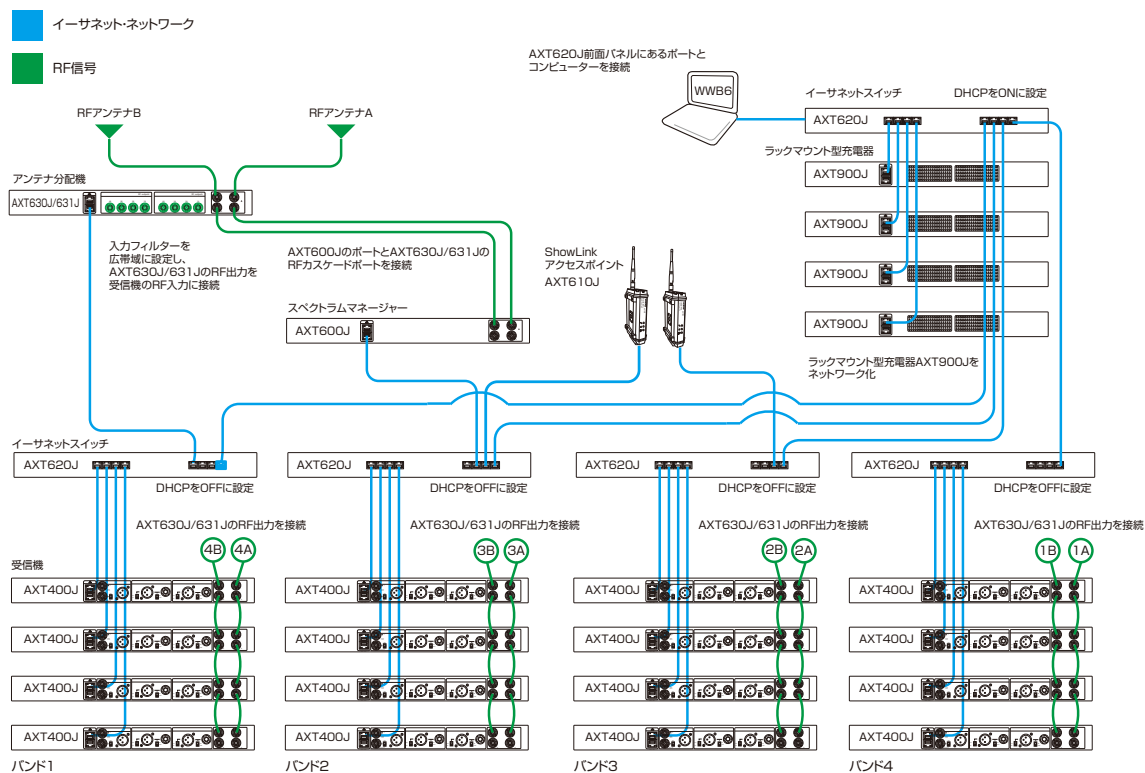 イーサネット・ネットワーク
RF信号
RFアンテナB
RFアンテナA
AXT620J前面パネルにあるポートと
コンピューターを接続
WWB6
イーサネットスイッチ
DHCPをONに設定
AXT620J
ラックマウント型充電器
AXT900J
AXT900J
AXT900J
AXT900J
ラックマウント型充電器AXT900Jを
ネットワーク化
アンテナ分配機
AXT630J/631J
入力フィルターを
広帯域に設定し、
AXT630J/631JのRF出力を
受信機のRF入力に接続
AXT600JのポートとAXT630J/631Jの
RFカスケードポートを接続
ShowLink
アクセスポイント
AXT610J
スペクトラムマネージャー
AXT600J
イーサネットスイッチ
AXT620J
DHCPをOFFに設定
AXT620J
DHCPをOFFに設定
AXT620J
DHCPをOFFに設定
AXT620J
DHCPをOFFに設定
AXT630J/631JのRF出力を接続
4B
4A
AXT630J/631JのRF出力を接続
3B
3A
AXT630J/631JのRF出力を接続
2B
2A
AXT630J/631JのRF出力を接続
1B
1A
受信機
AXT400J
AXT400J
AXT400J
AXT400J
バンド1
AXT400J
AXT400J
AXT400J
AXT400J
バンド2
AXT400J
AXT400J
AXT400J
AXT400J
バンド3
AXT400J
AXT400J
AXT400J
AXT400J
バンド4